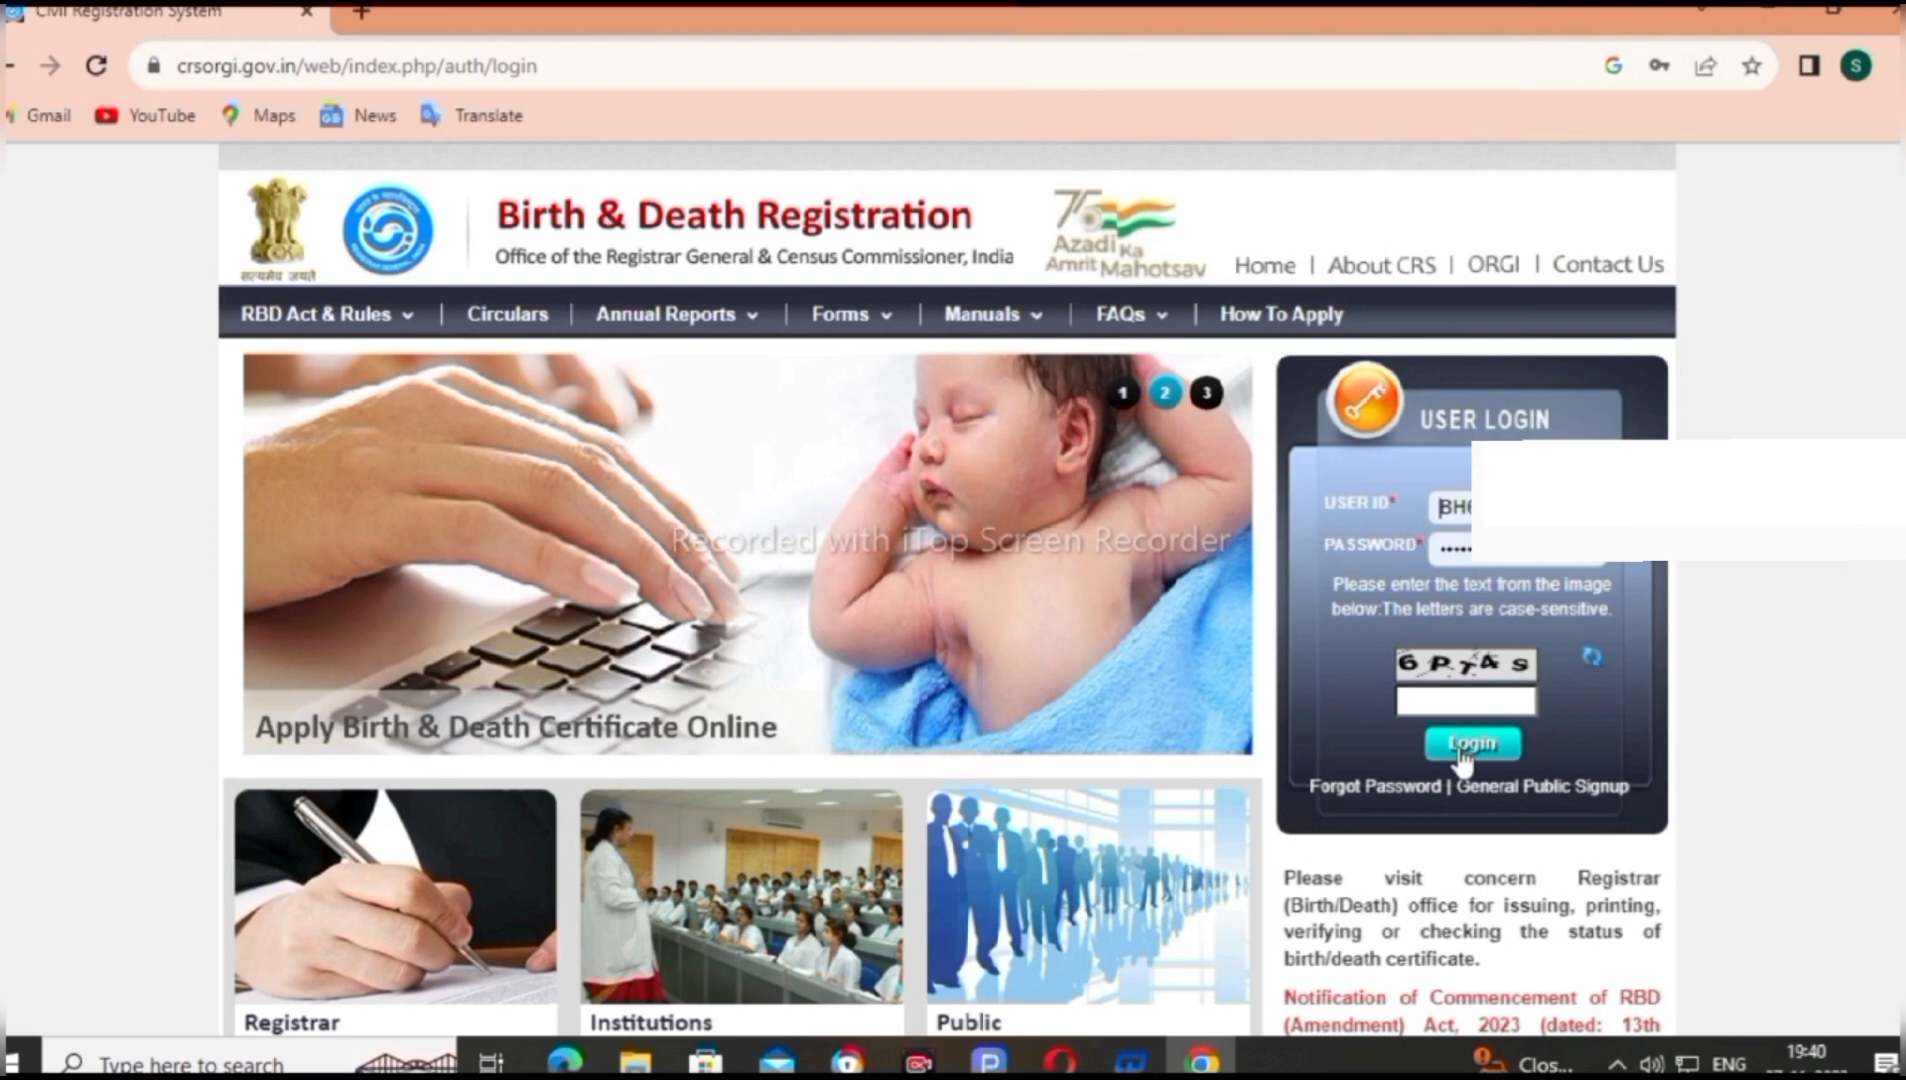 Civil Registration System
crsorgi.gov.in/web/index.php/auth/login
Gmail YouTube Maps News Translate
सत्यमेव जयते
Birth & Death Registration
Office of the Registrar General & Census Commissioner, India
75
Azadi Ka
Amrit Mahotsav
Home | About CRS | ORGI | Contact Us
RBD Act & Rules | Circulars | Annual Reports | Forms | Manuals | FAQs | How To Apply
1 2 3
Recorded with iTop Screen Recorder
Apply Birth & Death Certificate Online
USER LOGIN
USER ID*
BH
PASSWORD*
Please enter the text from the image
below:The letters are case-sensitive.
6PT4S
Login
Forgot Password | General Public Signup
Please visit concern Registrar
(Birth/Death) office for issuing, printing,
verifying or checking the status of
birth/death certificate.
Notification of Commencement of RBD
(Amendment) Act, 2023 (dated: 13th
Registrar
Institutions
Public
Type here to search
Clos...
ENG
19:40